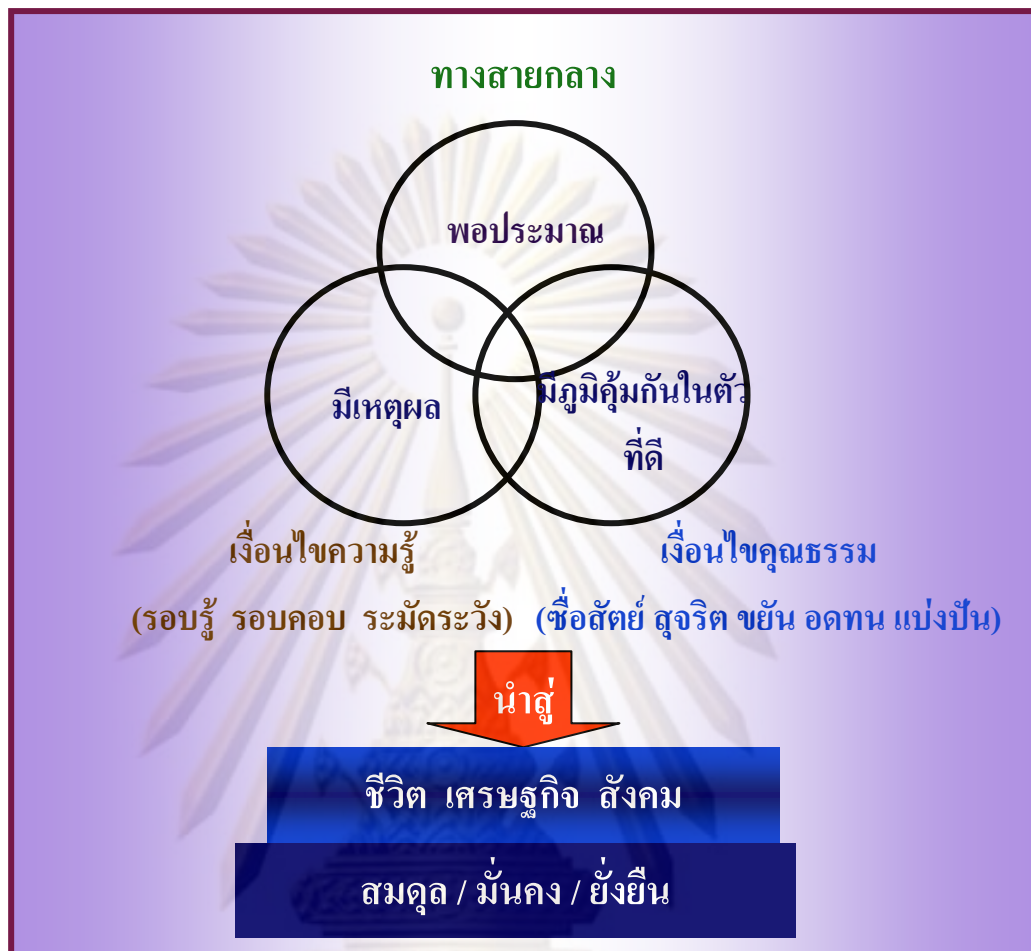 ทางสายกลาง
พอประมาณ
มีเหตุผล
มีภูมิคุ้มกันในตัว
ที่ดี
เงื่อนไขความรู้
(รอบรู้ รอบคอบ ระมัดระวัง)
เงื่อนไขคุณธรรม
(ซื่อสัตย์ สุจริต ขยัน อดทน แบ่งปัน)
นำสู่
ชีวิต เศรษฐกิจ สังคม
สมดุล / มั่นคง / ยั่งยืน